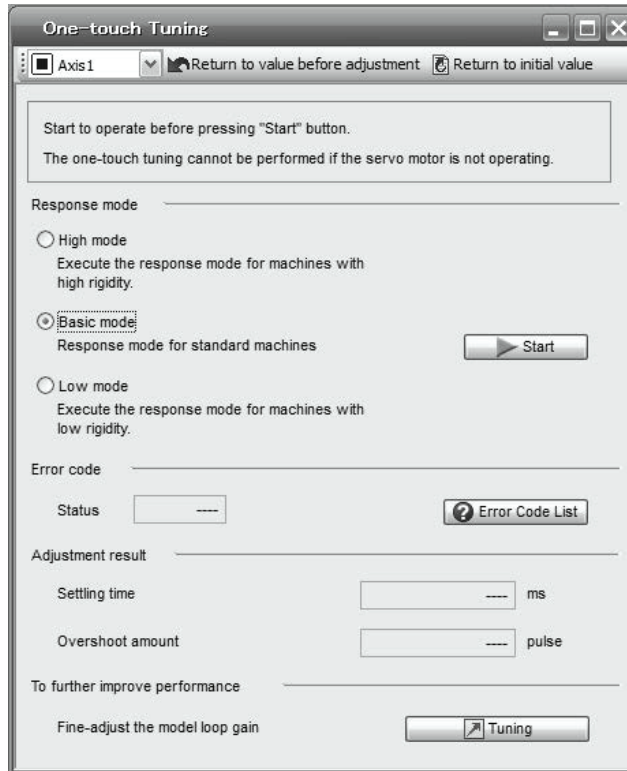 One-touch Tuning
Axis1 Return to value before adjustment Return to initial value
Start to operate before pressing "Start" button.
The one-touch tuning cannot be performed if the servo motor is not operating.
Response mode
High mode
Execute the response mode for machines with
high rigidity.
Basic mode
Response mode for standard machines
Start
Low mode
Execute the response mode for machines with
low rigidity.
Error code
Status ---- Error Code List
Adjustment result
Settling time ---- ms
Overshoot amount ---- pulse
To further improve performance
Fine-adjust the model loop gain Tuning